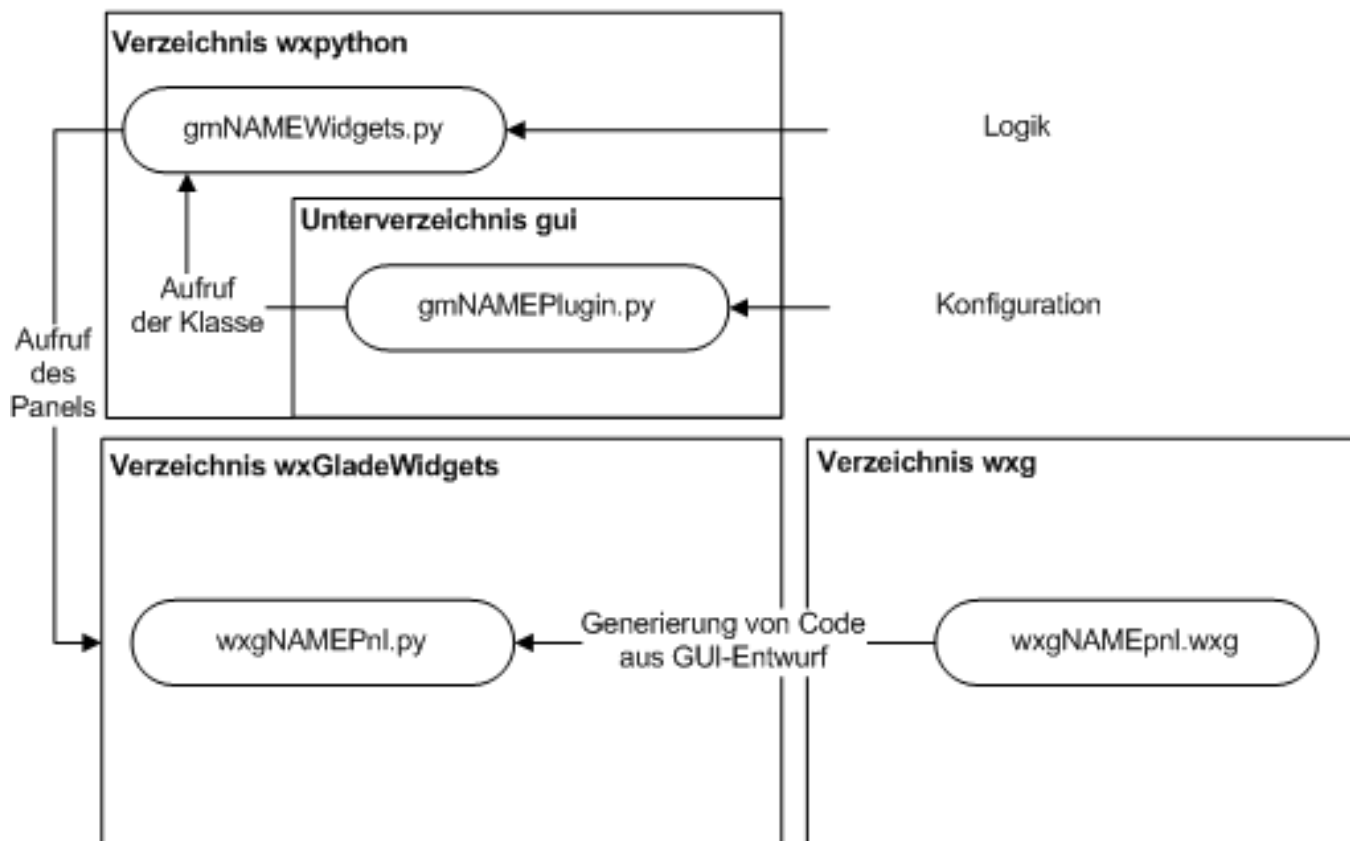 Verzeichnis wxpython
gmNAMEWidgets.py
Logik
Unterverzeichnis gui
Aufruf
der Klasse
gmNAMEPlugin.py
Konfiguration
Aufruf
des
Panels
Verzeichnis wxGladeWidgets
Verzeichnis wxg
wxgNAMEPnl.py
Generierung von Code
aus GUI-Entwurf
wxgNAMEpnl.wxg